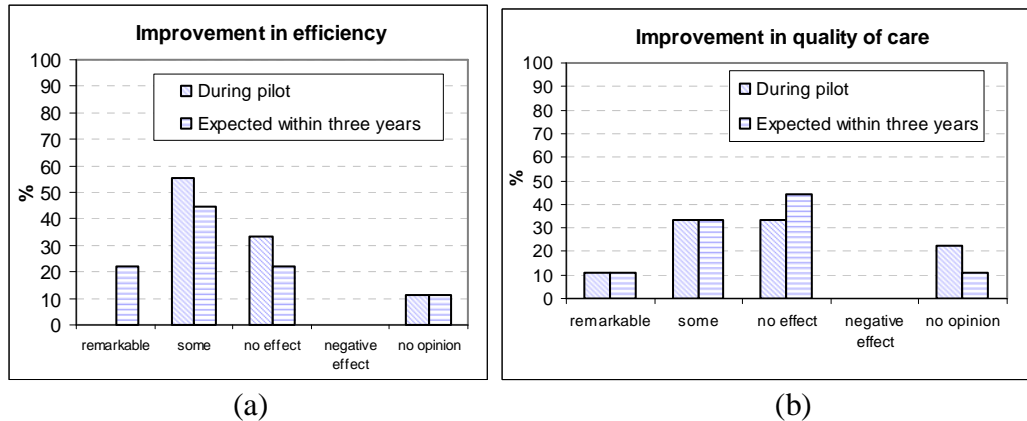 Improvement in efficiency
100
90
80
70
60
50
40
30
20
10
0
%
During pilot
Expected within three years
remarkable
some
no effect
negative
effect
no opinion
(a)
Improvement in quality of care
100
90
80
70
60
50
40
30
20
10
0
%
During pilot
Expected within three years
remarkable
some
no effect
negative
effect
no opinion
(b)